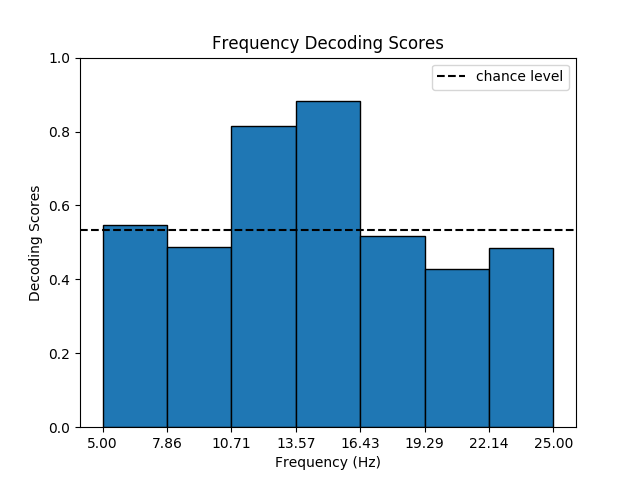 Frequency Decoding Scores
chance level
1.0
0.8
0.6
0.4
0.2
0.0
Decoding Scores
5.00 7.86 10.71 13.57 16.43 19.29 22.14 25.00
Frequency (Hz)